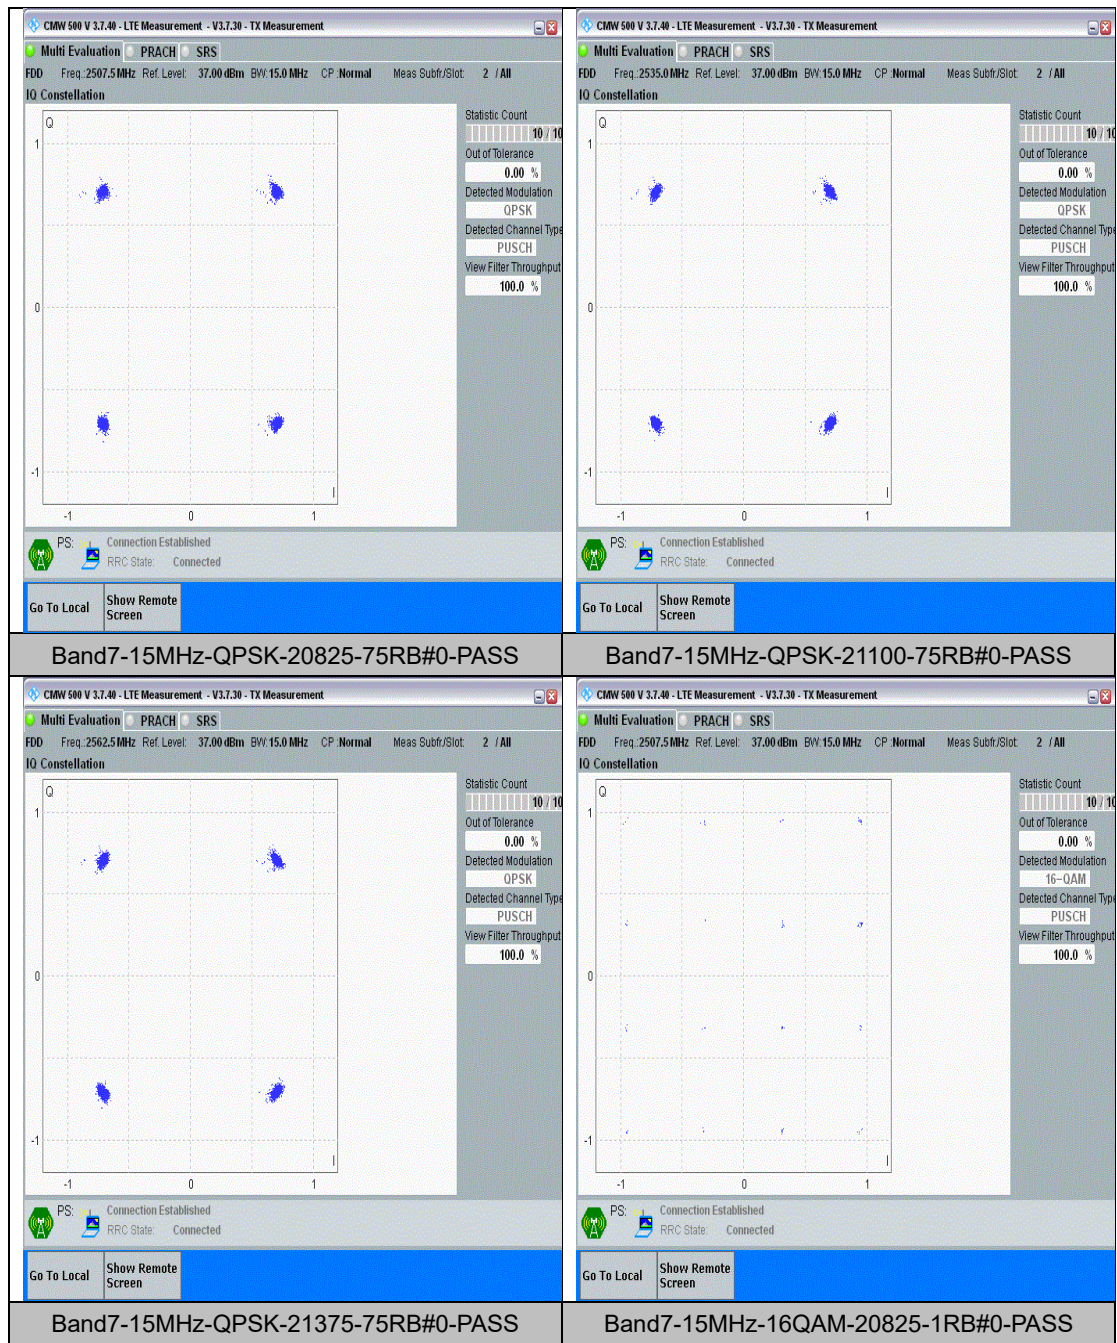 CMW 500 V 3.7.40 - LTE Measurement - V3.7.30 - TX Measurement
Multi Evaluation PRACH SRS
FDD Freq.:2507.5 MHz Ref. Level: 37.00 dBm BW:15.0 MHz CP :Normal Meas Subfr./Slot: 2 / All
IQ Constellation
Q
1
0
-1
I
-1 0 1
Statistic Count
10 / 10
Out of Tolerance
0.00 %
Detected Modulation
QPSK
Detected Channel Type
PUSCH
View Filter Throughput
100.0 %
PS: Connection Established
RRC State: Connected
Go To Local Show Remote
Screen
Band7-15MHz-QPSK-20825-75RB#0-PASS
CMW 500 V 3.7.40 - LTE Measurement - V3.7.30 - TX Measurement
Multi Evaluation PRACH SRS
FDD Freq.:2535.0 MHz Ref. Level: 37.00 dBm BW:15.0 MHz CP :Normal Meas Subfr./Slot: 2 / All
IQ Constellation
Q
1
0
-1
I
-1 0 1
Statistic Count
10 / 10
Out of Tolerance
0.00 %
Detected Modulation
QPSK
Detected Channel Type
PUSCH
View Filter Throughput
100.0 %
PS: Connection Established
RRC State: Connected
Go To Local Show Remote
Screen
Band7-15MHz-QPSK-21100-75RB#0-PASS
CMW 500 V 3.7.40 - LTE Measurement - V3.7.30 - TX Measurement
Multi Evaluation PRACH SRS
FDD Freq.:2562.5 MHz Ref. Level: 37.00 dBm BW:15.0 MHz CP :Normal Meas Subfr./Slot: 2 / All
IQ Constellation
Q
1
0
-1
I
-1 0 1
Statistic Count
10 / 10
Out of Tolerance
0.00 %
Detected Modulation
QPSK
Detected Channel Type
PUSCH
View Filter Throughput
100.0 %
PS: Connection Established
RRC State: Connected
Go To Local Show Remote
Screen
Band7-15MHz-QPSK-21375-75RB#0-PASS
CMW 500 V 3.7.40 - LTE Measurement - V3.7.30 - TX Measurement
Multi Evaluation PRACH SRS
FDD Freq.:2507.5 MHz Ref. Level: 37.00 dBm BW:15.0 MHz CP :Normal Meas Subfr./Slot: 2 / All
IQ Constellation
Q
1
0
-1
I
-1 0 1
Statistic Count
10 / 10
Out of Tolerance
0.00 %
Detected Modulation
16-QAM
Detected Channel Type
PUSCH
View Filter Throughput
100.0 %
PS: Connection Established
RRC State: Connected
Go To Local Show Remote
Screen
Band7-15MHz-16QAM-20825-1RB#0-PASS